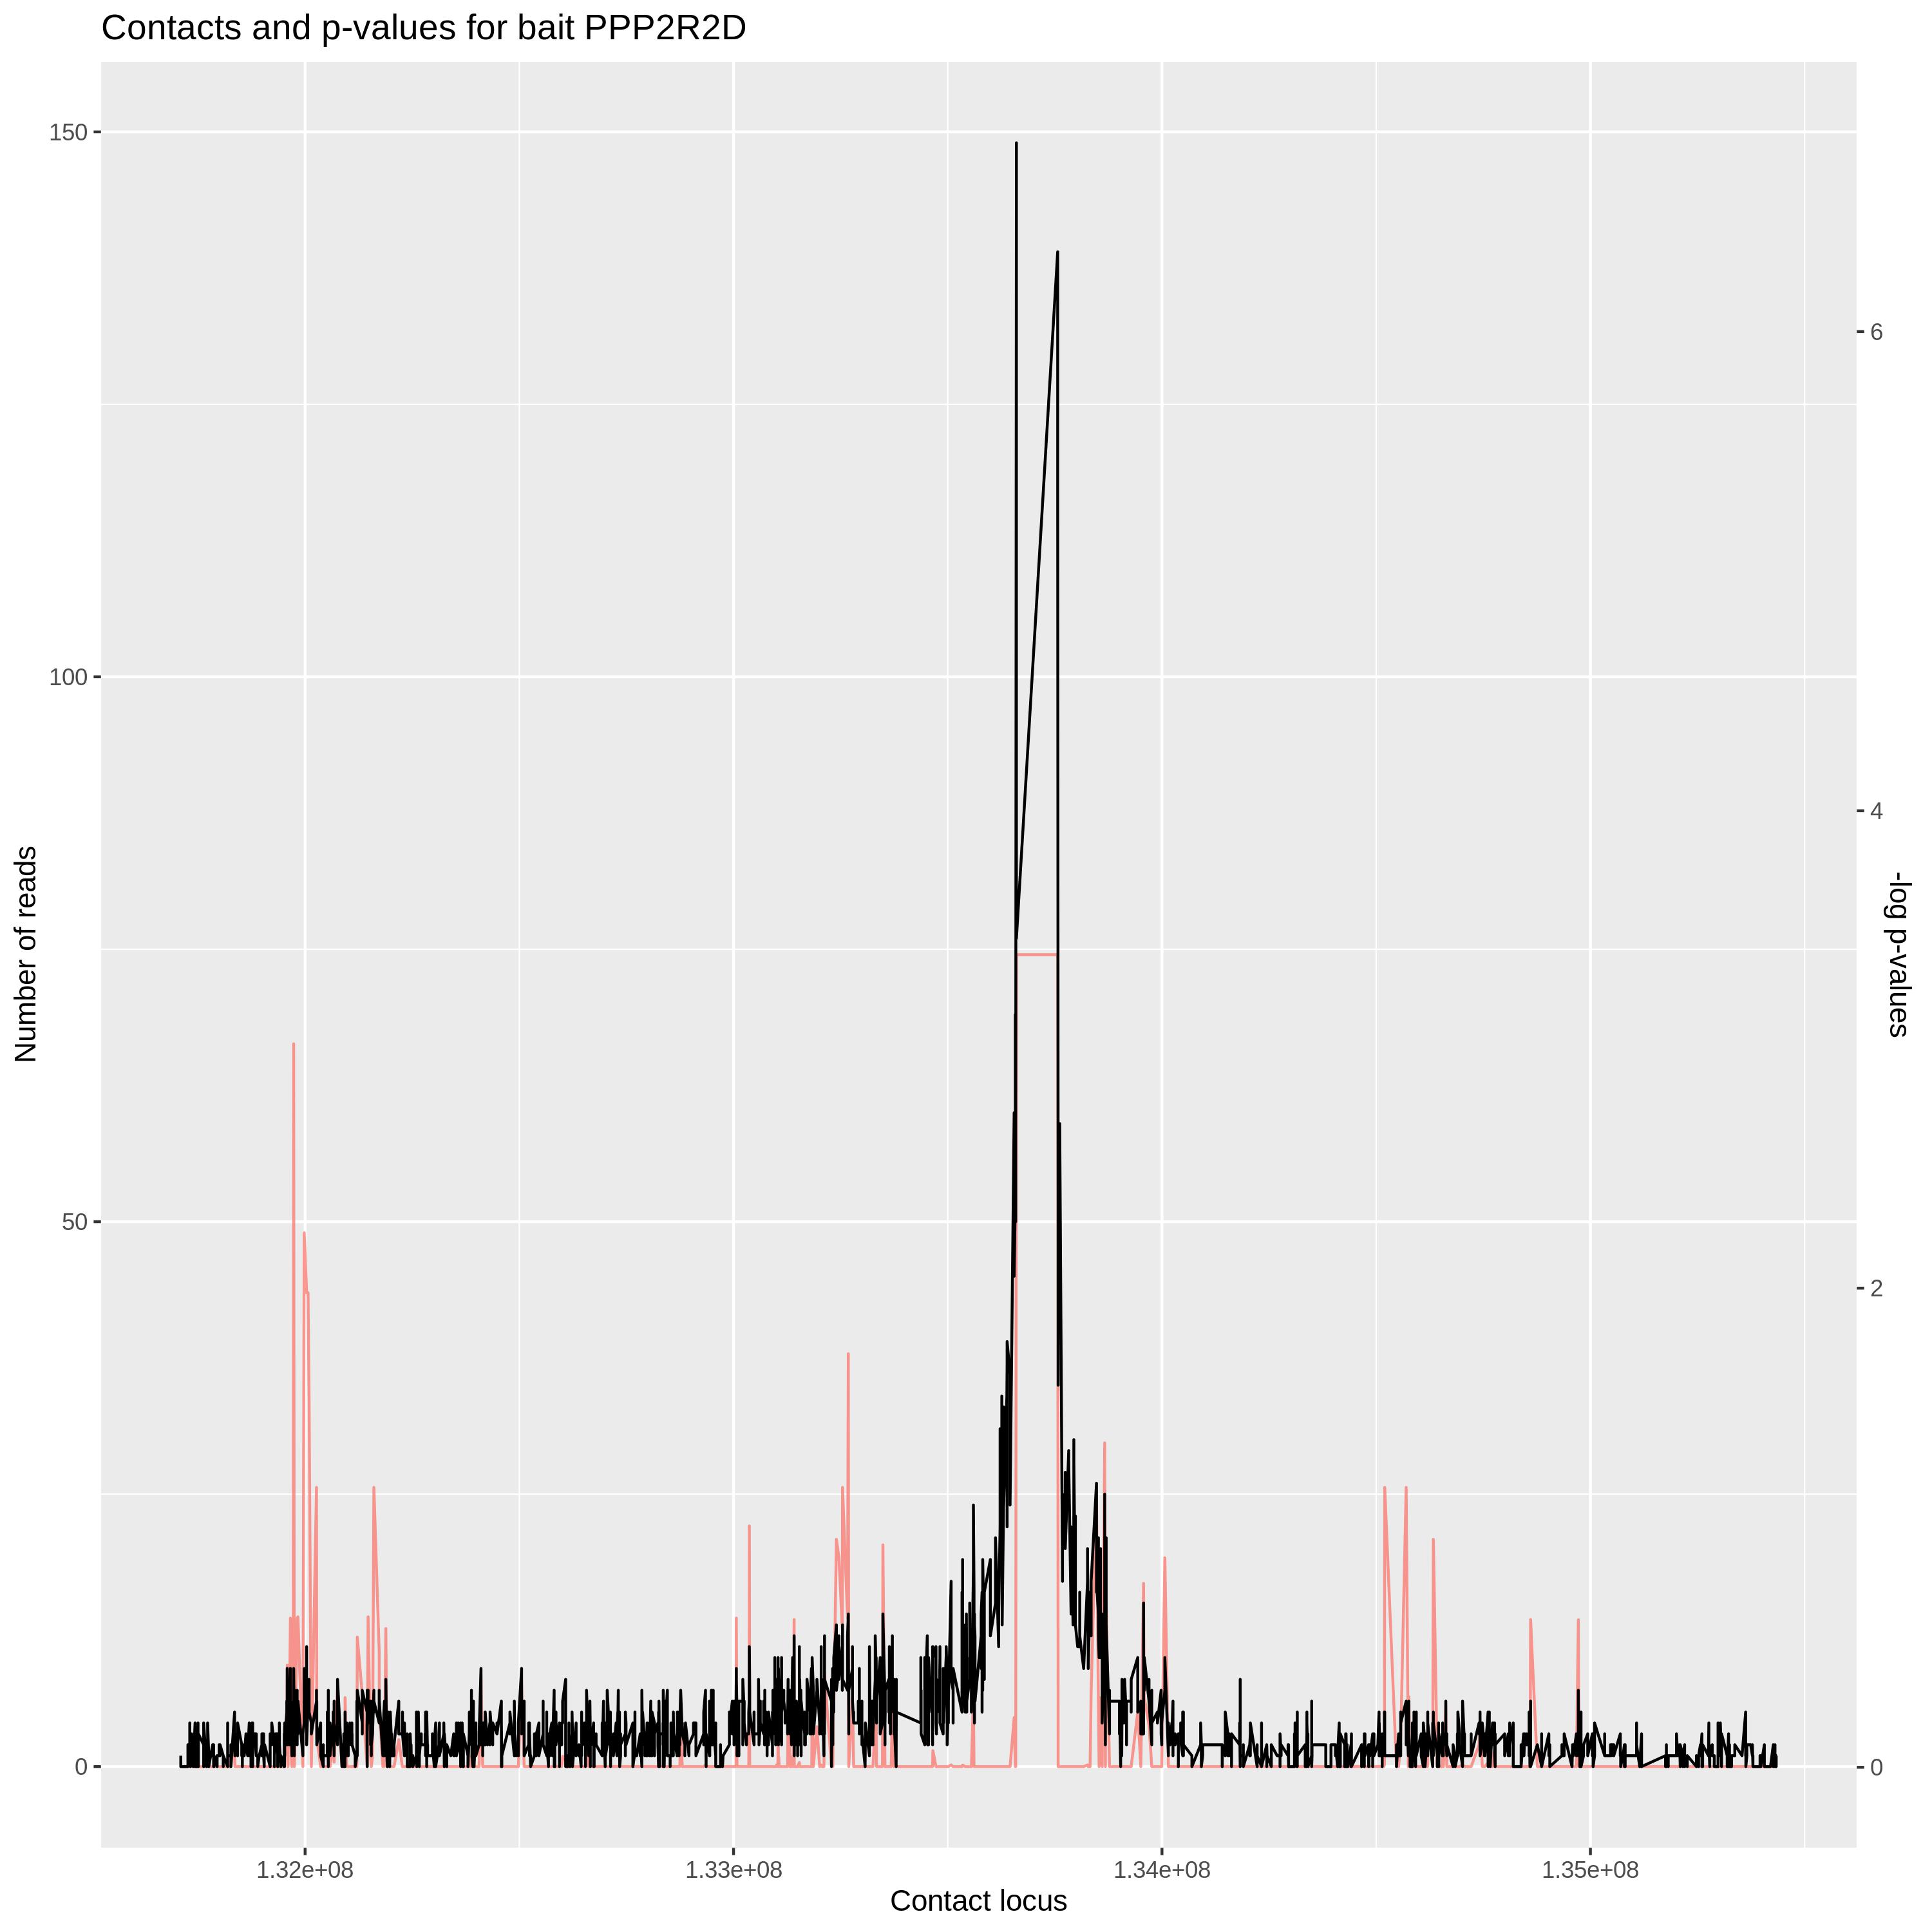 Contacts and p-values for bait PPP2R2D
150
100
50
0
Number of reads
6
4
2
0
-log p-values
1.32e+08
1.33e+08
1.34e+08
1.35e+08
Contact locus